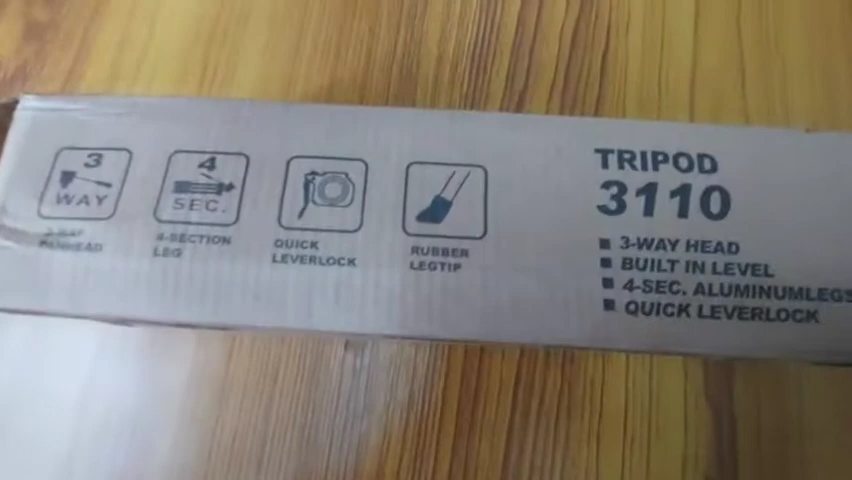 3
WAY
3-WAY
PANHEAD
4
SEC.
4-SECTION
LEG
QUICK
LEVERLOCK
RUBBER
LEGTIP
TRIPOD
3110
3-WAY HEAD
BUILT IN LEVEL
4-SEC. ALUMINUMLEGS
QUICK LEVERLOCK